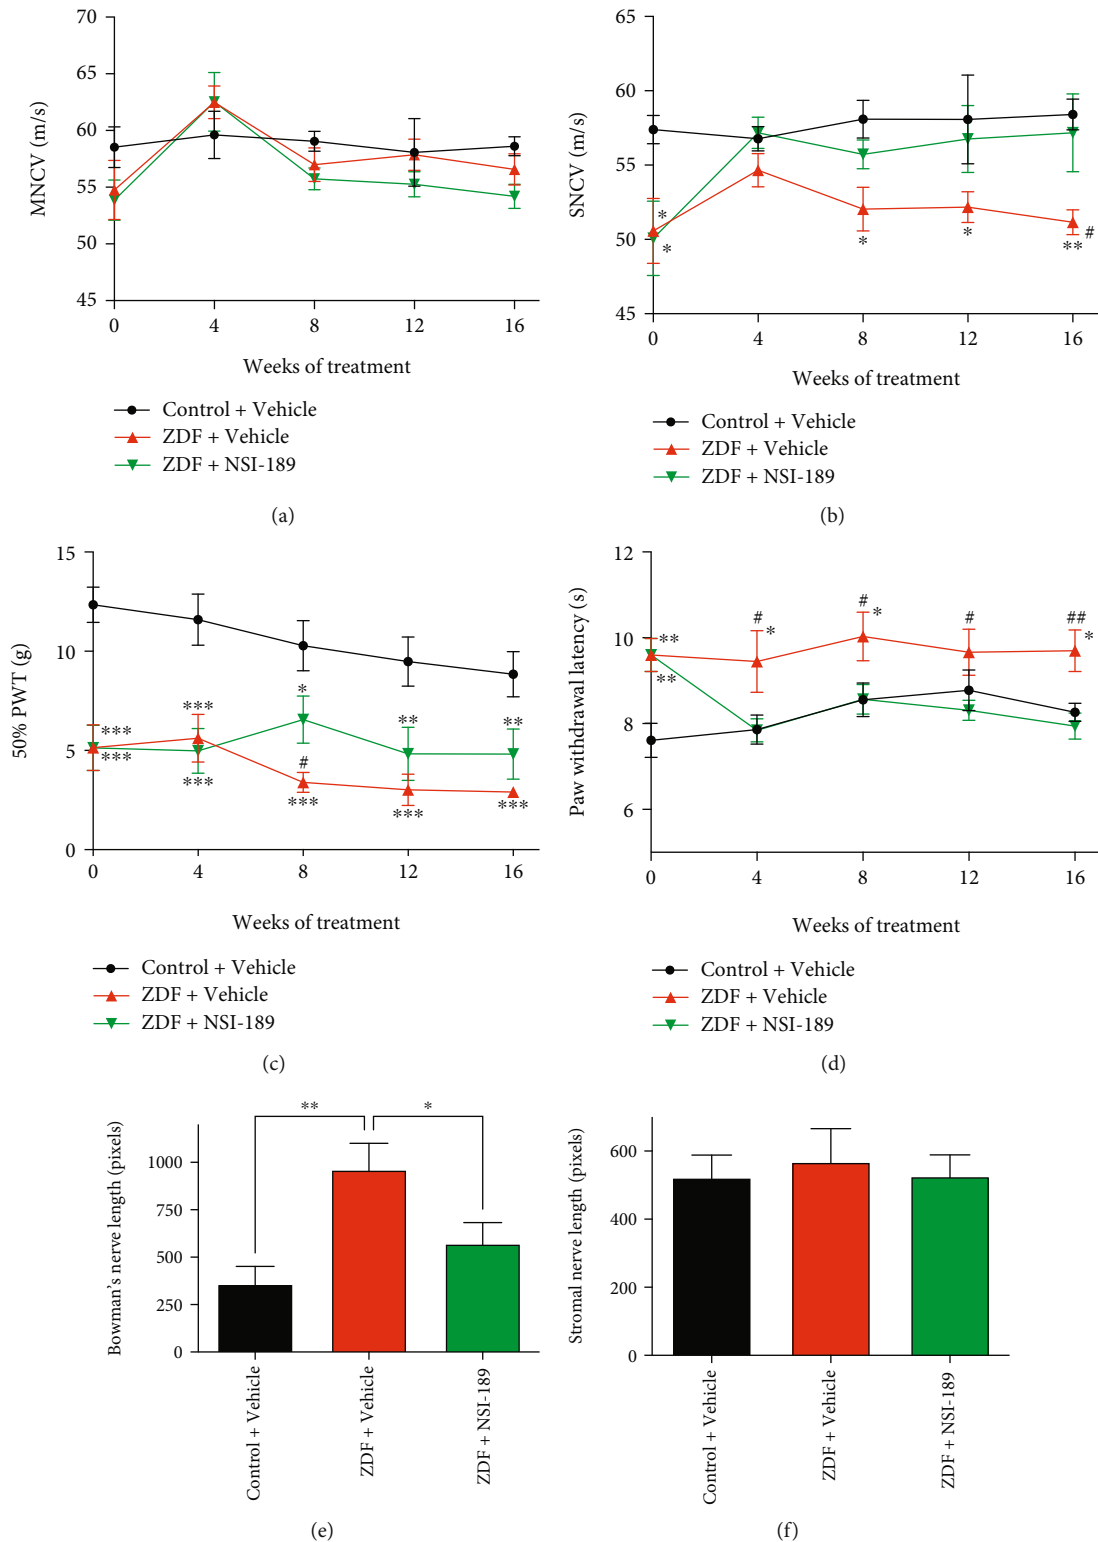 70
65
60
55
50
45
MNCV (m/s)
0 4 8 12 16
Weeks of treatment
Control + Vehicle
ZDF + Vehicle
ZDF + NSI-189
(a)
65
60
55
50
45
SNCV (m/s)
*
*
*
*
** #
0 4 8 12 16
Weeks of treatment
Control + Vehicle
ZDF + Vehicle
ZDF + NSI-189
(b)
15
10
5
0
50% PWT (g)
***
***
***
***
*
#
***
**
***
**
***
0 4 8 12 16
Weeks of treatment
Control + Vehicle
ZDF + Vehicle
ZDF + NSI-189
(c)
12
10
8
6
Paw withdrawal latency (s)
**
**
#
*
#
*
#
##
*
0 4 8 12 16
Weeks of treatment
Control + Vehicle
ZDF + Vehicle
ZDF + NSI-189
(d)
** *
1000
750
500
250
0
Bowman's nerve length (pixels)
Control + Vehicle
ZDF + Vehicle
ZDF + NSI-189
(e)
600
400
200
0
Stromal nerve length (pixels)
Control + Vehicle
ZDF + Vehicle
ZDF + NSI-189
(f)